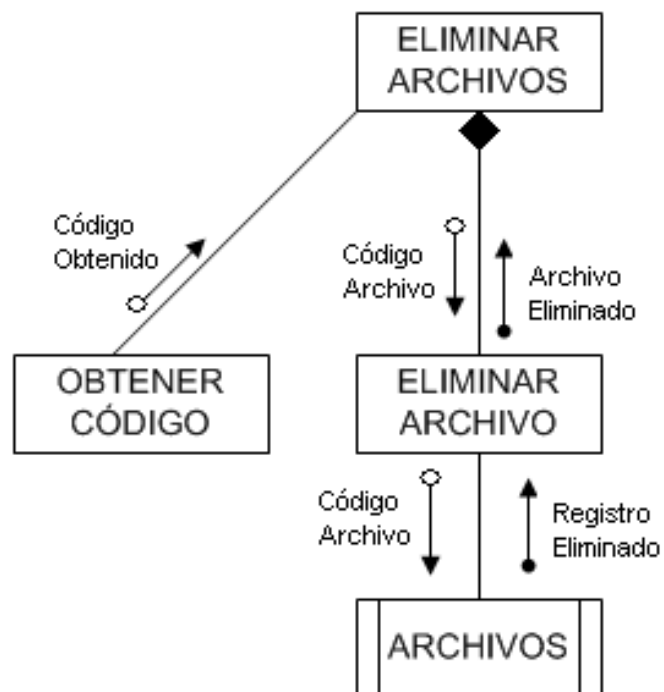 ELIMINAR
ARCHIVOS
Código
Obtenido
Código
Archivo
Archivo
Eliminado
OBTENER
CÓDIGO
ELIMINAR
ARCHIVO
Código
Archivo
Registro
Eliminado
ARCHIVOS